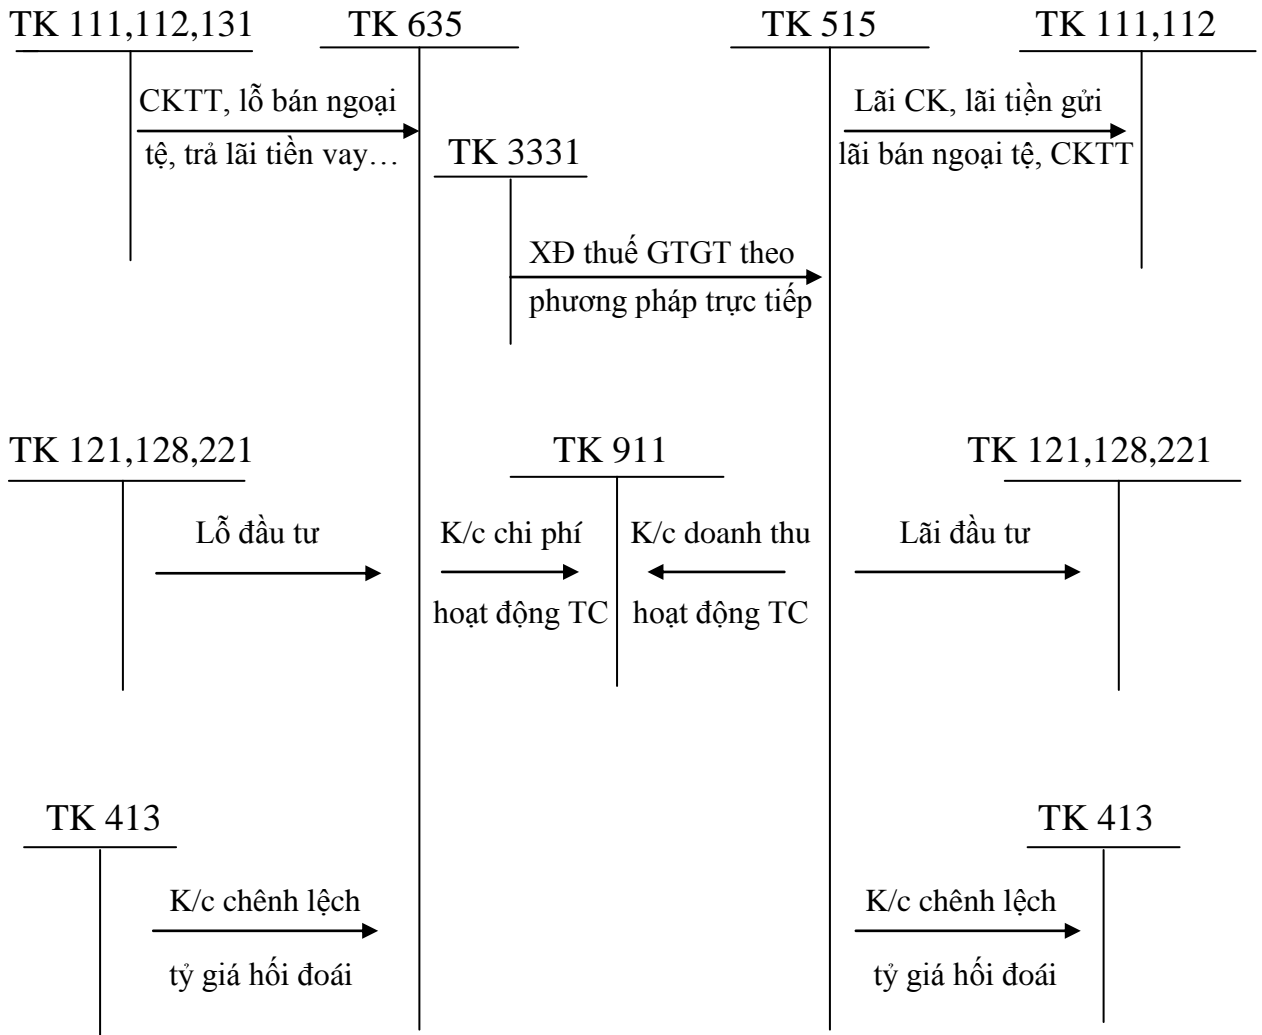 TK 111,112,131
TK 635
TK 515
TK 111,112
CKTT, lỗ bán ngoại
tệ, trả lãi tiền vay…
Lãi CK, lãi tiền gửi
lãi bán ngoại tệ, CKTT
TK 3331
XĐ thuế GTGT theo
phương pháp trực tiếp
TK 121,128,221
TK 911
TK 121,128,221
Lỗ đầu tư
K/c chi phí
hoạt động TC
K/c doanh thu
hoạt động TC
Lãi đầu tư
TK 413
TK 413
K/c chênh lệch
tỷ giá hối đoái
K/c chênh lệch
tỷ giá hối đoái